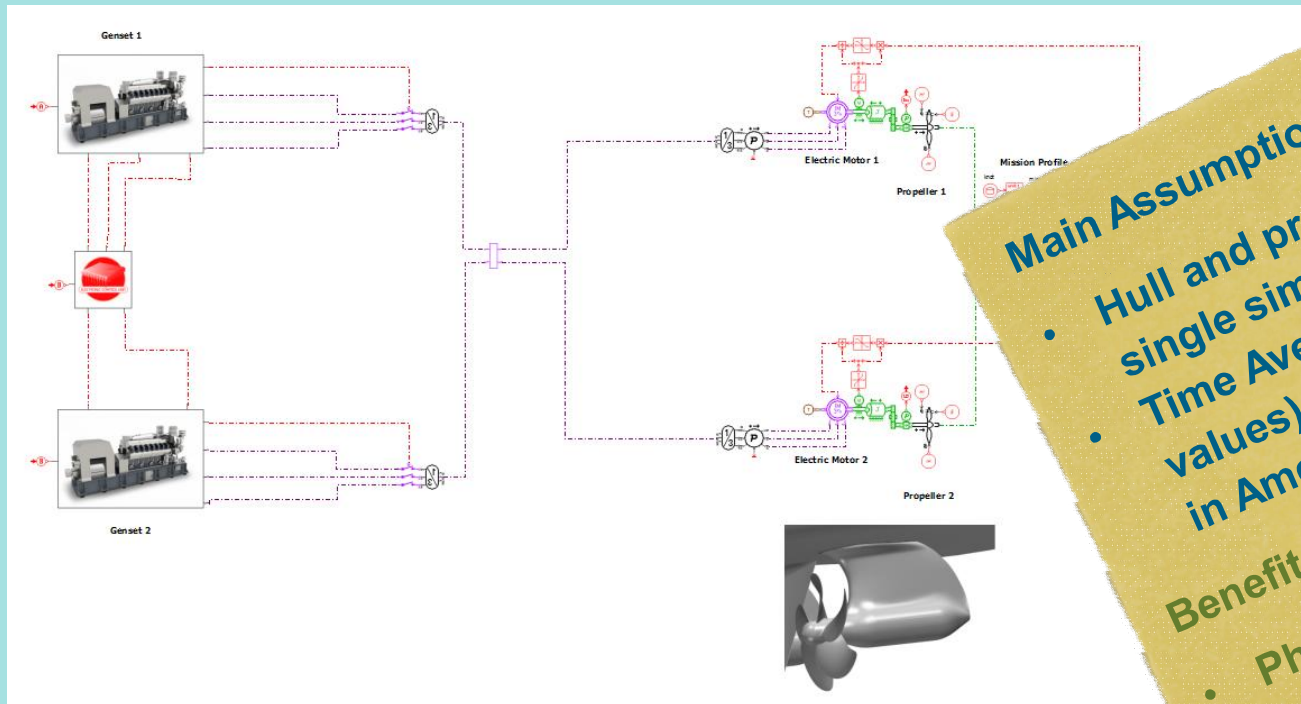 Genset 1
Electric Motor 1
Mission Profile
Propeller 1
Electric Motor 2
Propeller 2
Genset 2
Main Assumptio
• Hull and pr
single sim
• Time Ave
values)
in Ame
Benefit
• Ph